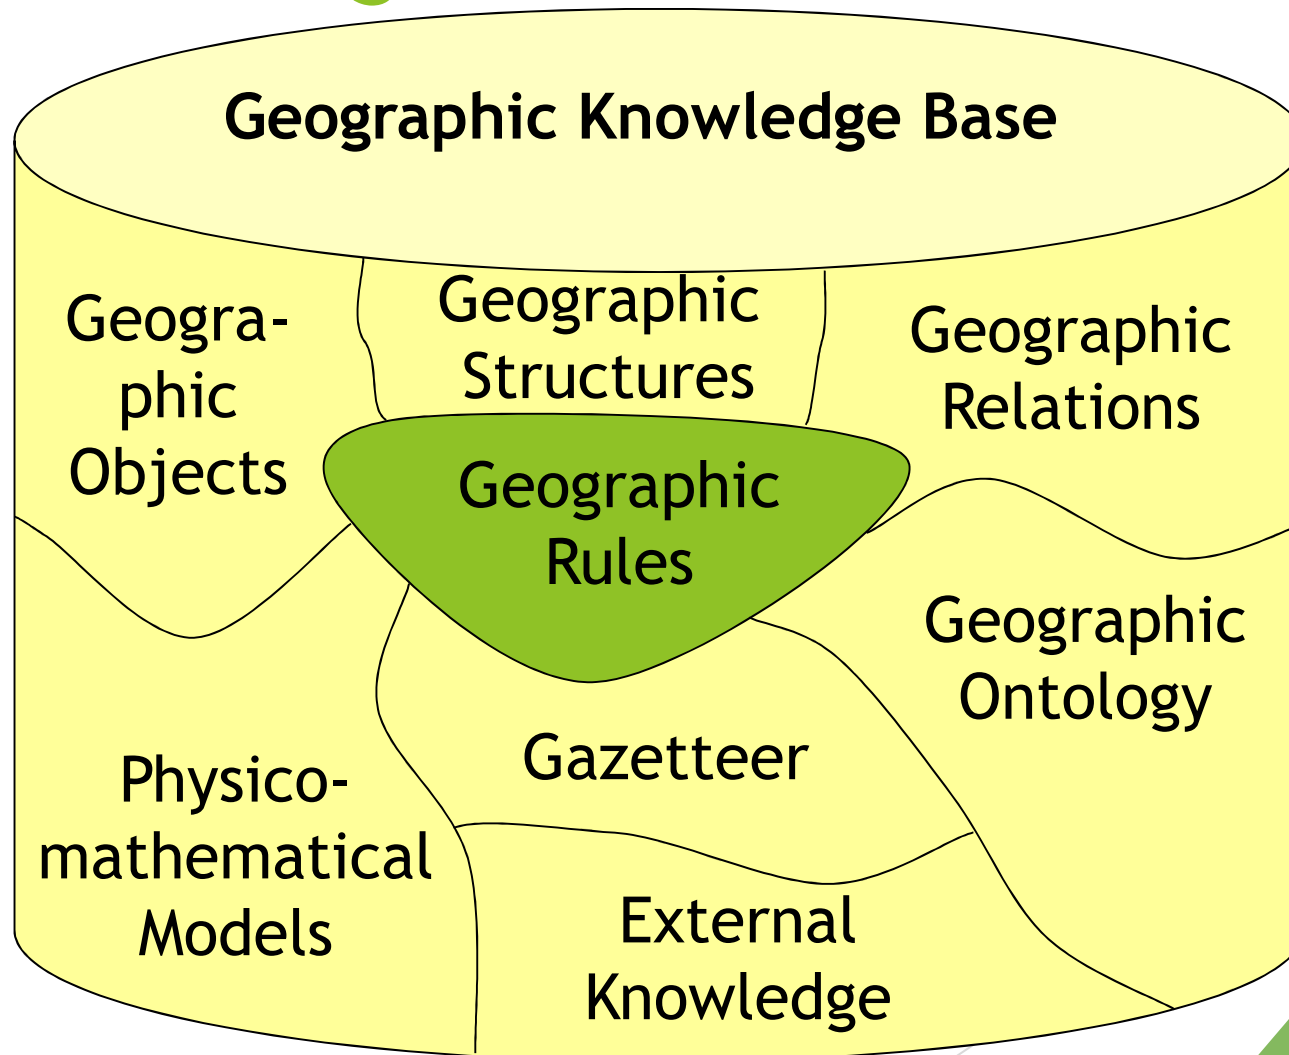 Geographic Knowledge Base
Geogra-
phic
Objects
Geographic
Structures
Geographic
Relations
Geographic
Rules
Geographic
Ontology
Gazetteer
Physico-
mathematical
Models
External
Knowledge